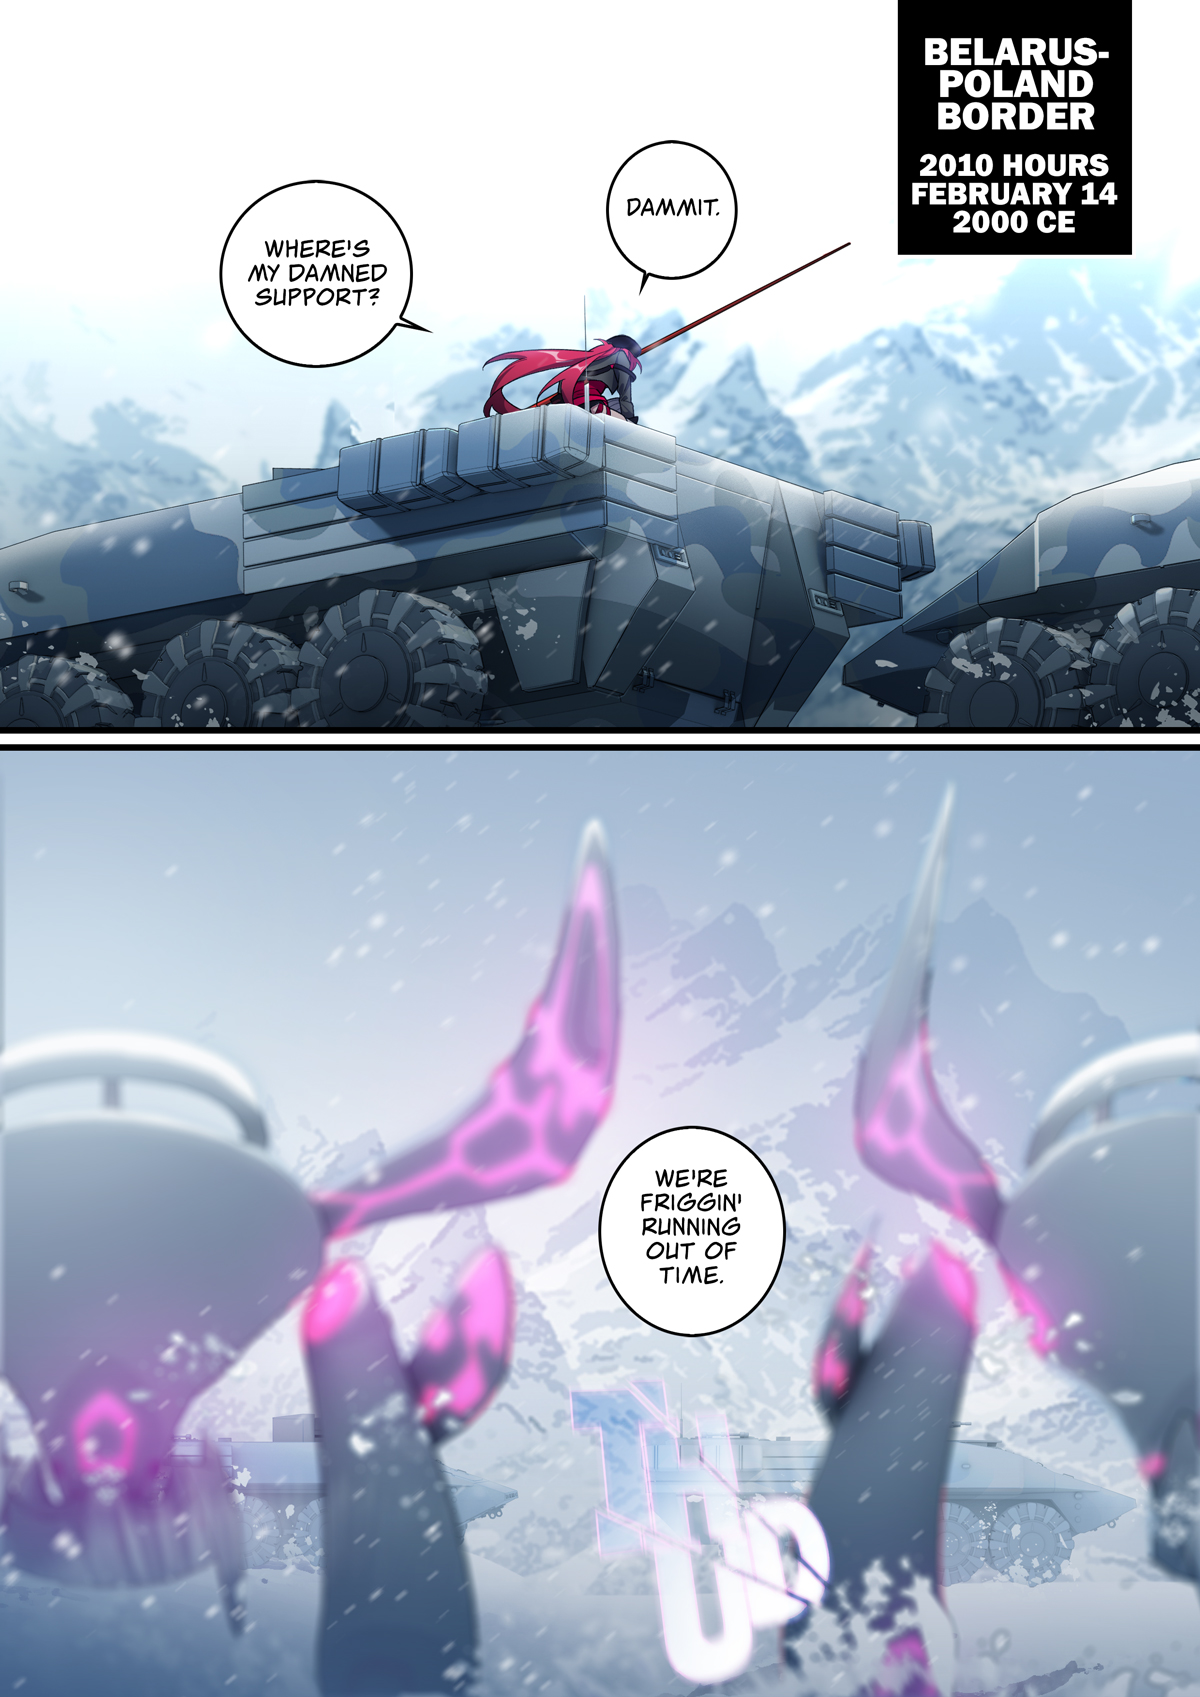 BELARUS-
POLAND
BORDER
2010 HOURS
FEBRUARY 14
2000 CE
DAMMIT.
WHERE'S
MY DAMNED
SUPPORT?
WE'RE
FRIGGIN'
RUNNING
OUT OF
TIME.
TUD